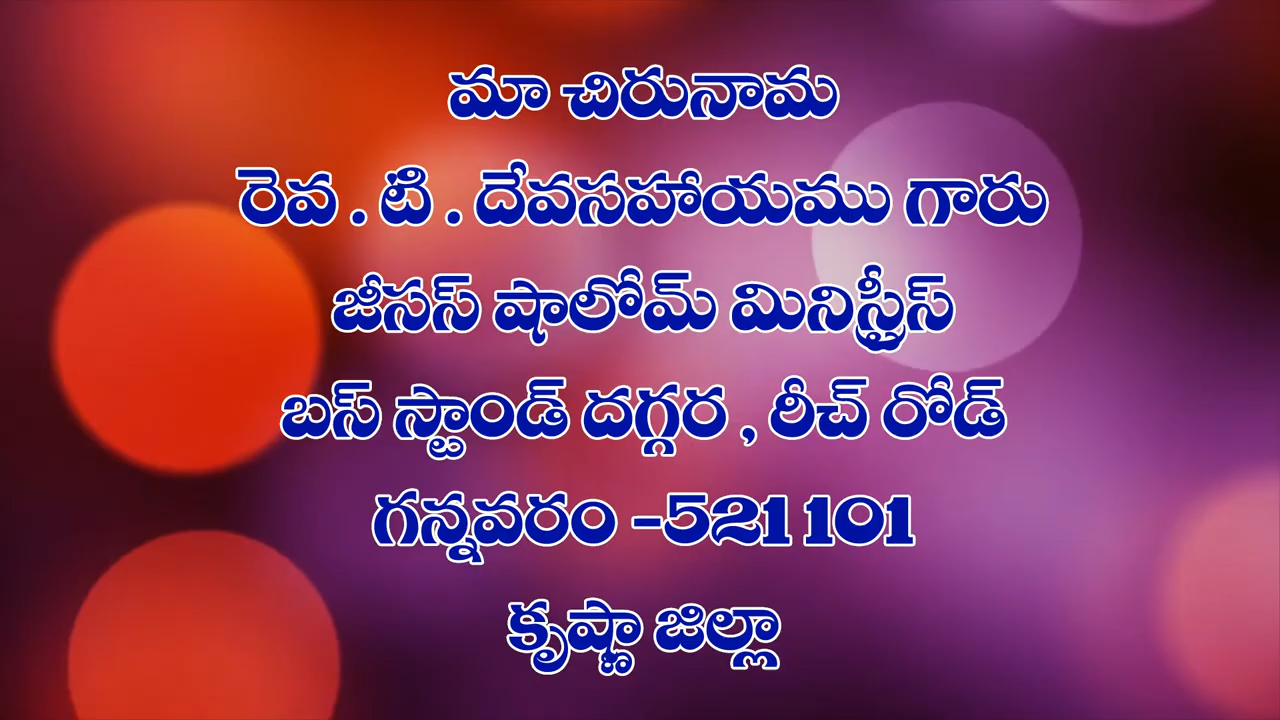 మా చిరునామ
రెవ . టి . దేవసహాయము గారు
జీసస్ షాలోమ్ మినిస్ట్రీస్
బస్ స్టాండ్ దగ్గర , రీచ్ రోడ్
గన్నవరం -521 101
కృష్ణా జిల్లా